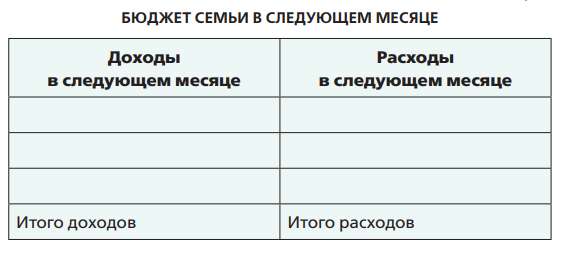 БЮДЖЕТ СЕМЬИ В СЛЕДУЮЩЕМ МЕСЯЦЕ
Доходы
в следующем месяце
Расходы
в следующем месяце
Итого доходов
Итого расходов